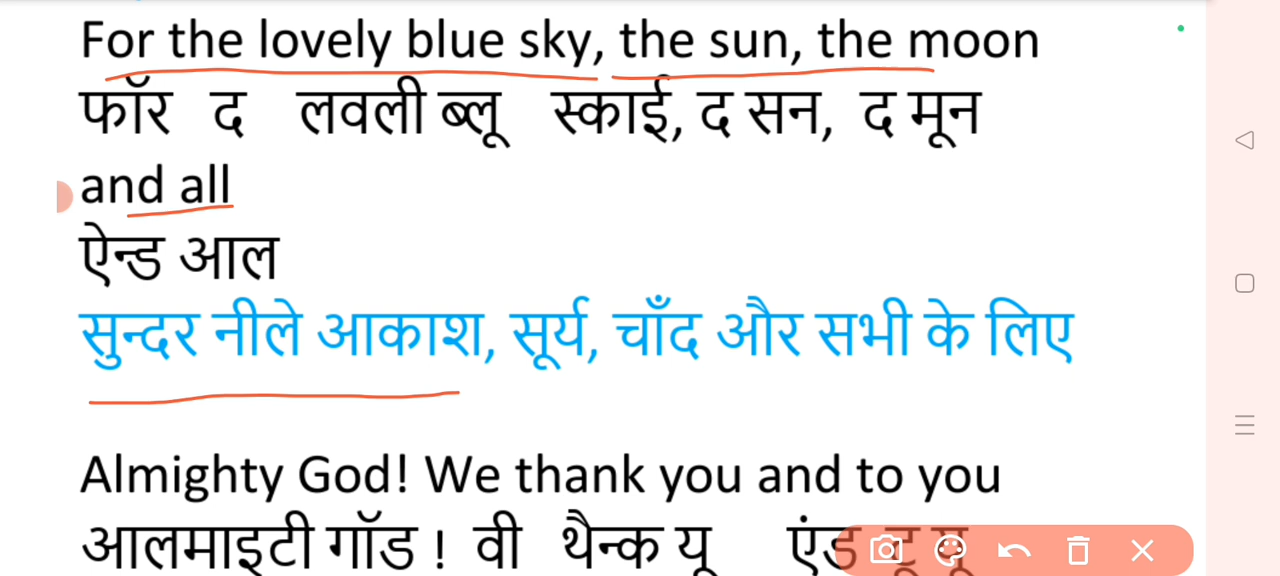 For the lovely blue sky, the sun, the moon
फॉर द लवली ब्लू स्काई, द सन, द मून
and all
ऐन्ड आल
सुन्दर नीले आकाश, सूर्य, चाँद और सभी के लिए
Almighty God! We thank you and to you
आलमाइटी गॉड ! वी थैन्क यू एंड टू यू